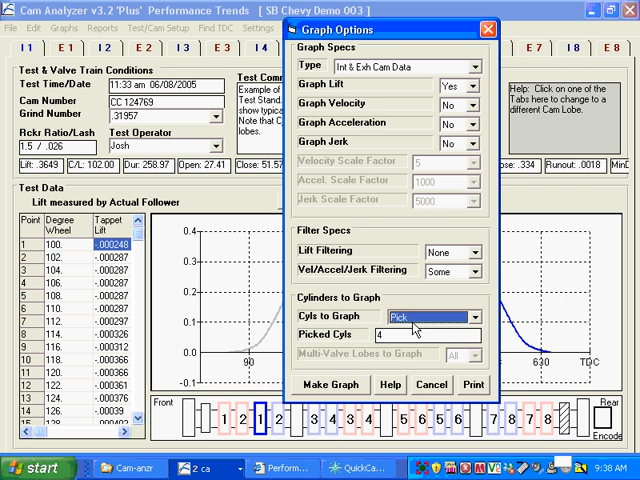 Cam Analyzer v3.2 'Plus' Performance Trends [ SB Chevy Demo 003 ]
File Edit Graphs Reports Test/Cam Setup Find TDC Settings
I 1 E 1 I 2 E 2 I 3 E 7 I 8 E 8
Graph Options
Graph Specs
Type Int & Exh Cam Data
Graph Lift Yes
Graph Velocity No
Graph Acceleration No
Graph Jerk No
Velocity Scale Factor 5
Accel. Scale Factor 1000
Jerk Scale Factor 5000
Filter Specs
Lift Filtering None
Vel/Accel/Jerk Filtering Some
Cylinders to Graph
Cyls to Graph Pick
Picked Cyls 4
Multi-Valve Lobes to Graph All
Make Graph Help Cancel Print
Test & Valve Train Conditions
Test Time/Date 11:33 am 06/08/2005
Cam Number CC 124769
Grind Number .31957
Rckr Ratio/Lash Test Operator
1.5 / .026 Josh
Test Com
Example of
Test Stand.
show typica
Note that C
lobes.
Help: Click on one of the
Tabs here to change to a
different Cam Lobe.
Lift: .3649 C/L: 102.00 Dur: 258.97 Open: 27.41 Close: 51.57
se: .334 Runout: .0018 MinD
Test Data
Lift measured by Actual Follower
Point Degree Wheel Tappet Lift
1 100. -.000248
2 102. -.000287
3 104. -.000287
4 106. -.000287
5 108. -.000287
6 110. -.000287
7 112. -.000287
8 114. -.000287
9 116. -.000287
10 118. -.000366
11 120. -.000366
12 122. -.000361
13 124. -.000376
14 126. -.00039
15 128. -.000402
0.4
0.3
0.2
0.1
0.0
-0.1
90 630 TDC
Front 1 2 1 2 3 4 3 4 5 6 5 6 7 8 7 8 Rear
Encode
start Cam-anzr 2 ca Perform... QuickCa... 9:38 AM